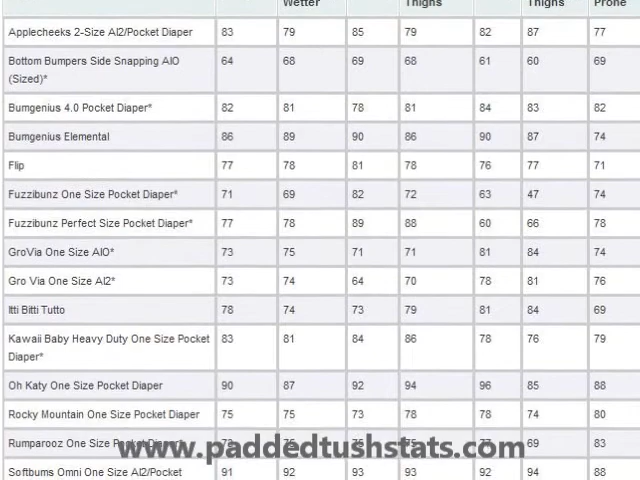 Wetter Thighs Thighs Prone
Applecheeks 2-Size AI2/Pocket Diaper 83 79 85 79 82 87 77
Bottom Bumpers Side Snapping AIO 64 68 69 68 61 60 69
(Sized)*
Bumgenius 4.0 Pocket Diaper* 82 81 78 81 84 83 82
Bumgenius Elemental 86 89 90 86 90 87 74
Flip 77 78 81 78 76 77 71
Fuzzibunz One Size Pocket Diaper* 71 69 82 72 63 47 74
Fuzzibunz Perfect Size Pocket Diaper* 77 78 89 88 60 66 78
GroVia One Size AIO* 73 75 71 71 81 84 74
Gro Via One Size AI2* 73 74 64 70 78 81 76
Itti Bitti Tutto 78 74 73 79 81 84 69
Kawaii Baby Heavy Duty One Size Pocket 83 81 84 86 78 76 79
Diaper*
Oh Katy One Size Pocket Diaper 90 87 92 94 96 85 88
Rocky Mountain One Size Pocket Diaper 75 75 73 78 78 74 80
Rumparooz One Size Pocket Diaper* 69 83
www.paddedtushstats.com
Softbums Omni One Size AI2/Pocket 91 92 93 93 92 94 88